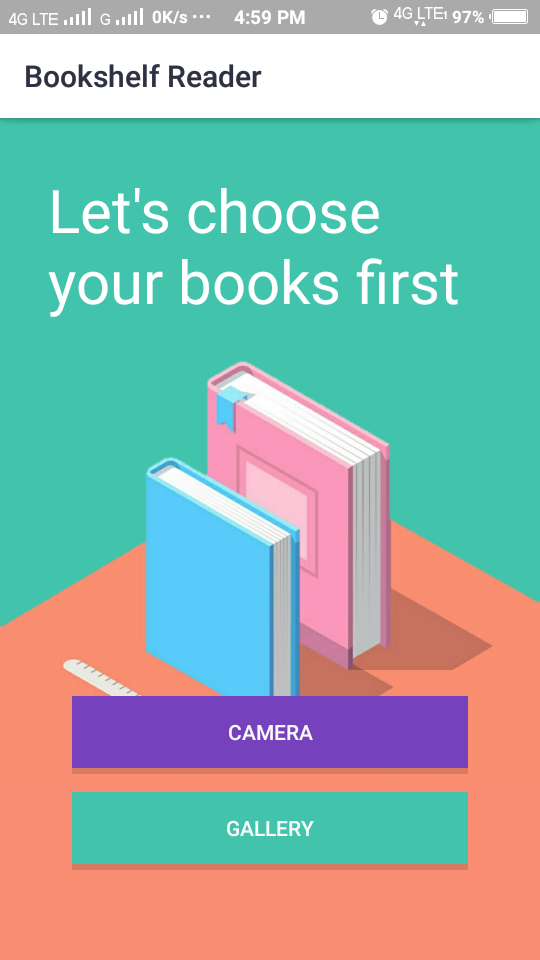 4G LTE G 0K/s ... 4:59 PM 4G LTE 97%
Bookshelf Reader
Let's choose
your books first
CAMERA
GALLERY